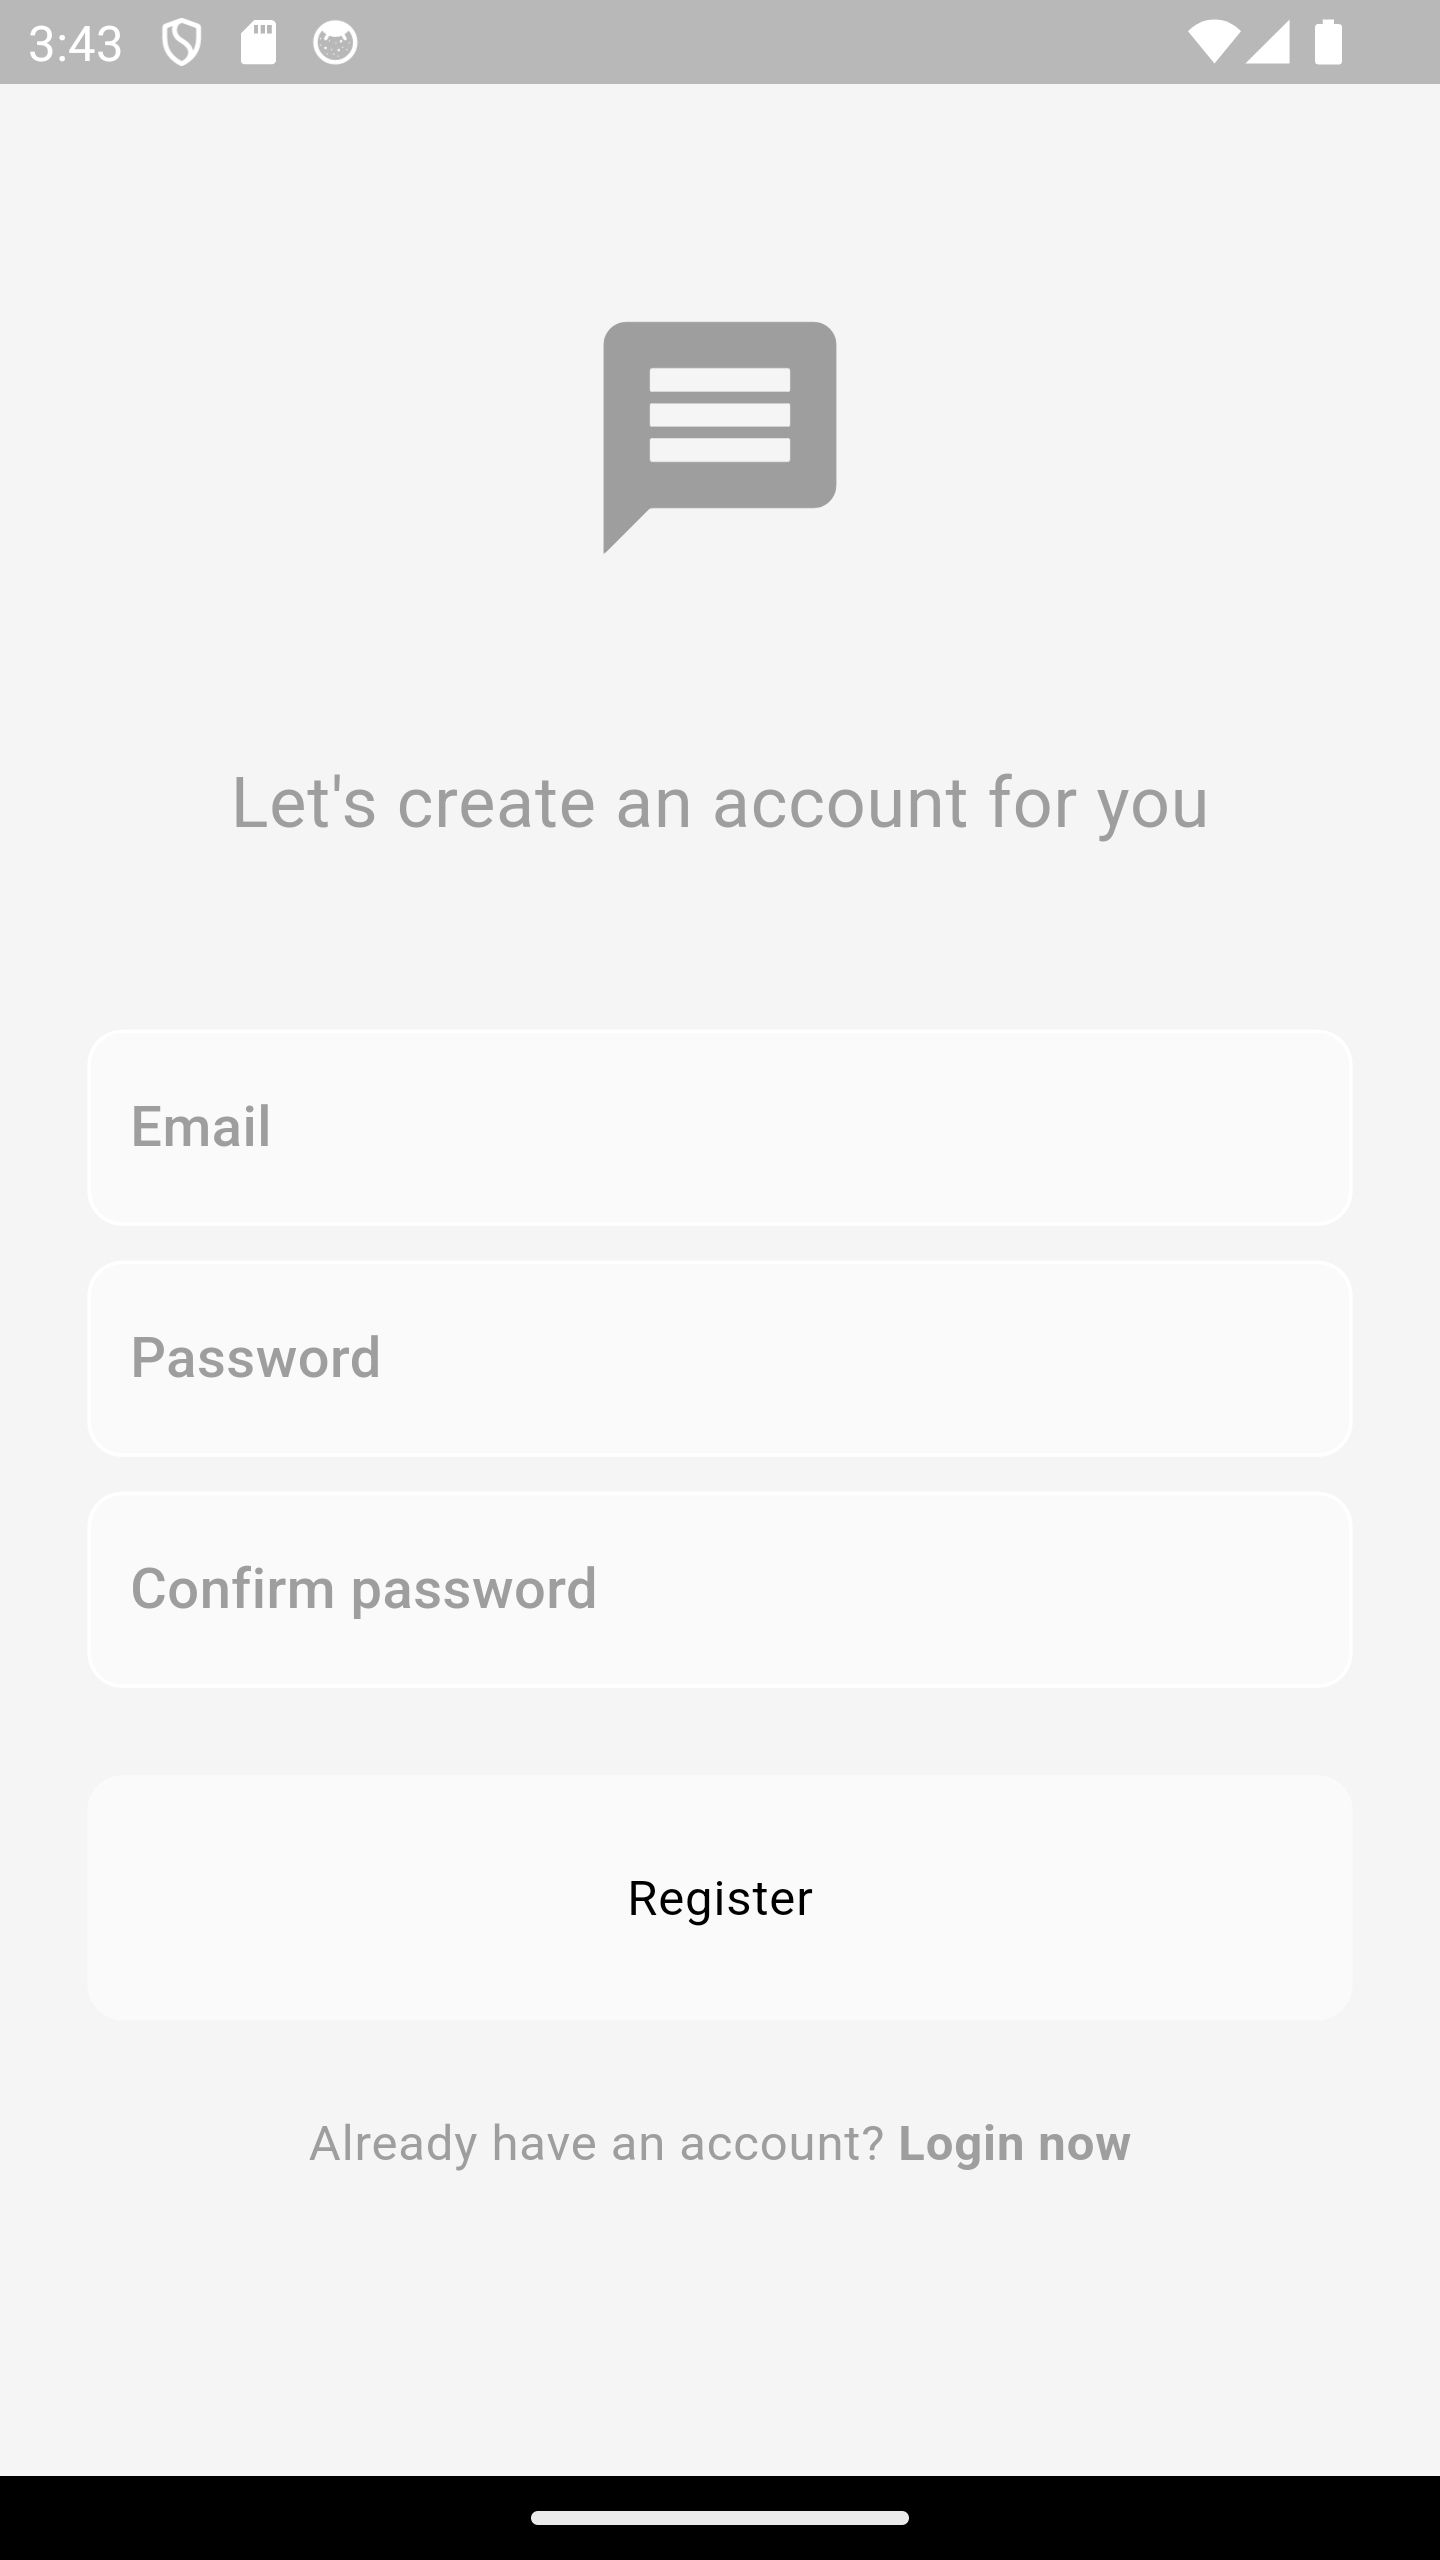 3:43
Let's create an account for you
Email
Password
Confirm password
Register
Already have an account? Login now